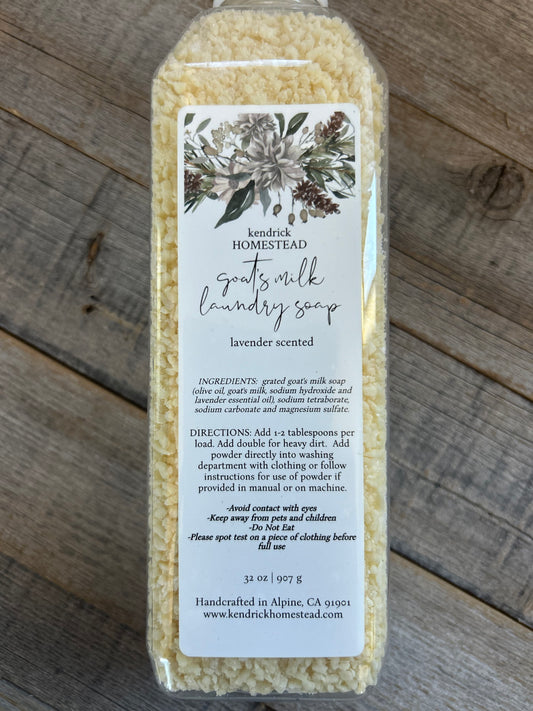 kendrick
HOMESTEAD
goat's milk
laundry soap
lavender scented
INGREDIENTS: grated goat's milk soap
(olive oil, goat's milk, sodium hydroxide and
lavender essential oil), sodium tetraborate,
sodium carbonate and magnesium sulfate.
DIRECTIONS: Add 1-2 tablespoons per
load. Add double for heavy dirt. Add
powder directly into washing
department with clothing or follow
instructions for use of powder if
provided in manual or on machine.
-Avoid contact with eyes
-Keep away from pets and children
-Do Not Eat
-Please spot test on a piece of clothing before
full use
32 oz | 907 g
Handcrafted in Alpine, CA 91901
www.kendrickhomestead.com